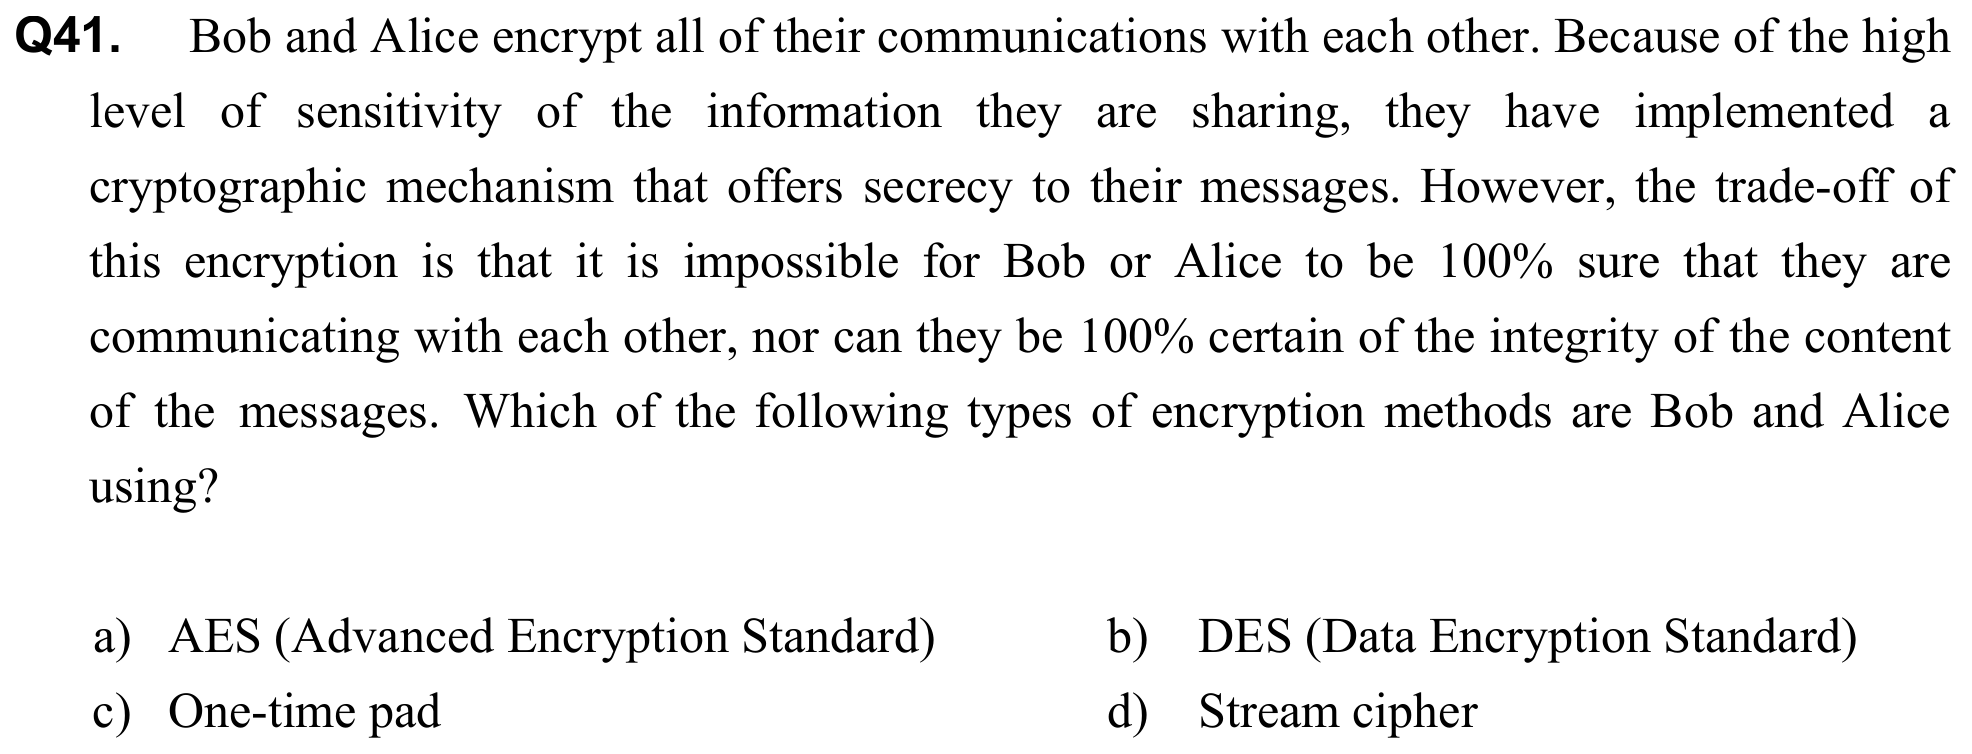 Q41. Bob and Alice encrypt all of their communications with each other. Because of the high
level of sensitivity of the information they are sharing, they have implemented a
cryptographic mechanism that offers secrecy to their messages. However, the trade-off of
this encryption is that it is impossible for Bob or Alice to be 100% sure that they are
communicating with each other, nor can they be 100% certain of the integrity of the content
of the messages. Which of the following types of encryption methods are Bob and Alice
using?
a) AES (Advanced Encryption Standard) b) DES (Data Encryption Standard)
c) One-time pad d) Stream cipher